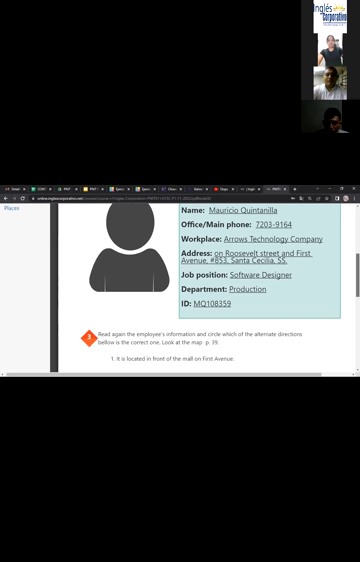 Inglés
Corporativo
Places
Name: Mauricio Quintanilla
Office/Main phone: 7203-9164
Workplace: Arrows Technology Company
Address: on Roosevelt street and First
Avenue, #853, Santa Cecilia, SS.
Job position: Software Designer
Department: Production
ID: MQ108359
3
Read again the employee's information and circle which of the alternate directions
bellow is the correct one. Look at the map p. 39.
1. It is located in front of the mall on First Avenue.